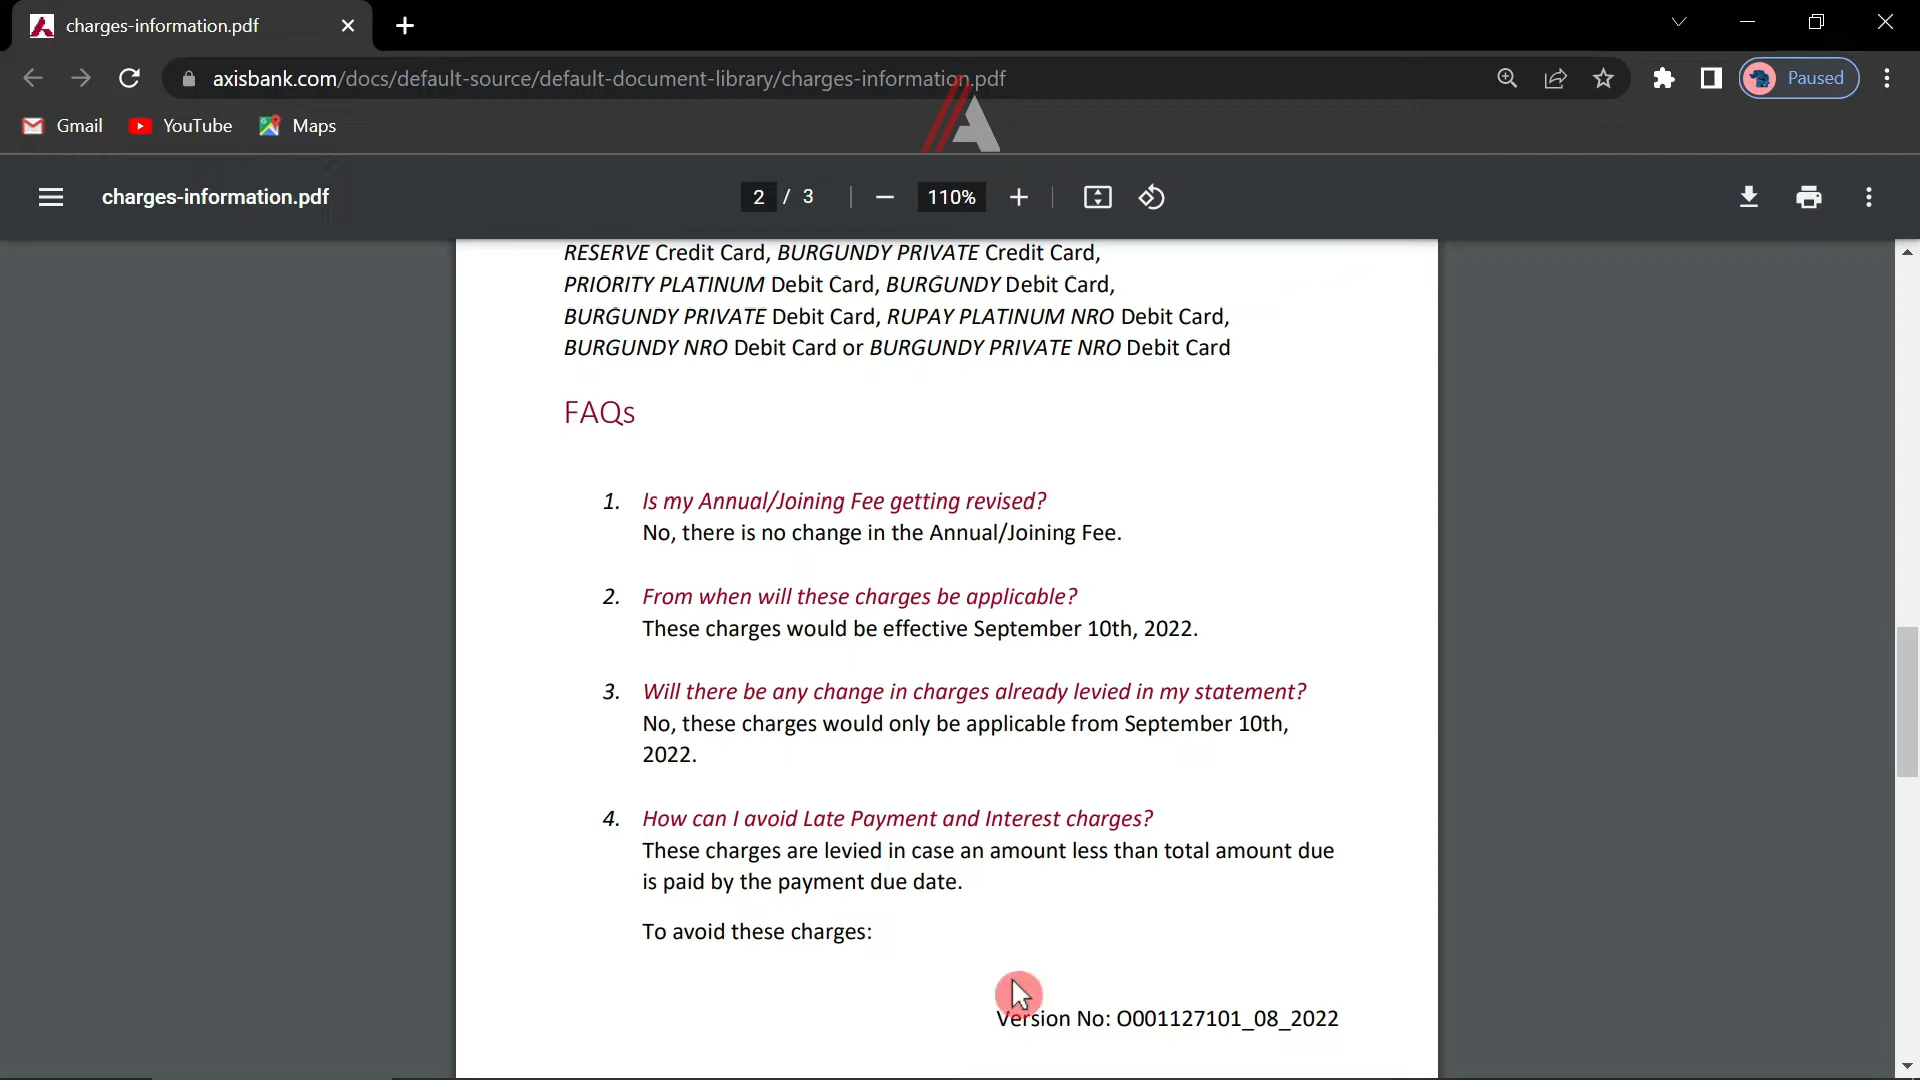 charges-information.pdf
axisbank.com/docs/default-source/default-document-library/charges-information.pdf
Paused
Gmail YouTube Maps
charges-information.pdf 2 / 3 110%
RESERVE Credit Card, BURGUNDY PRIVATE Credit Card,
PRIORITY PLATINUM Debit Card, BURGUNDY Debit Card,
BURGUNDY PRIVATE Debit Card, RUPAY PLATINUM NRO Debit Card,
BURGUNDY NRO Debit Card or BURGUNDY PRIVATE NRO Debit Card
FAQs
1. Is my Annual/Joining Fee getting revised?
No, there is no change in the Annual/Joining Fee.
2. From when will these charges be applicable?
These charges would be effective September 10th, 2022.
3. Will there be any change in charges already levied in my statement?
No, these charges would only be applicable from September 10th,
2022.
4. How can I avoid Late Payment and Interest charges?
These charges are levied in case an amount less than total amount due
is paid by the payment due date.
To avoid these charges:
Version No: O001127101_08_2022